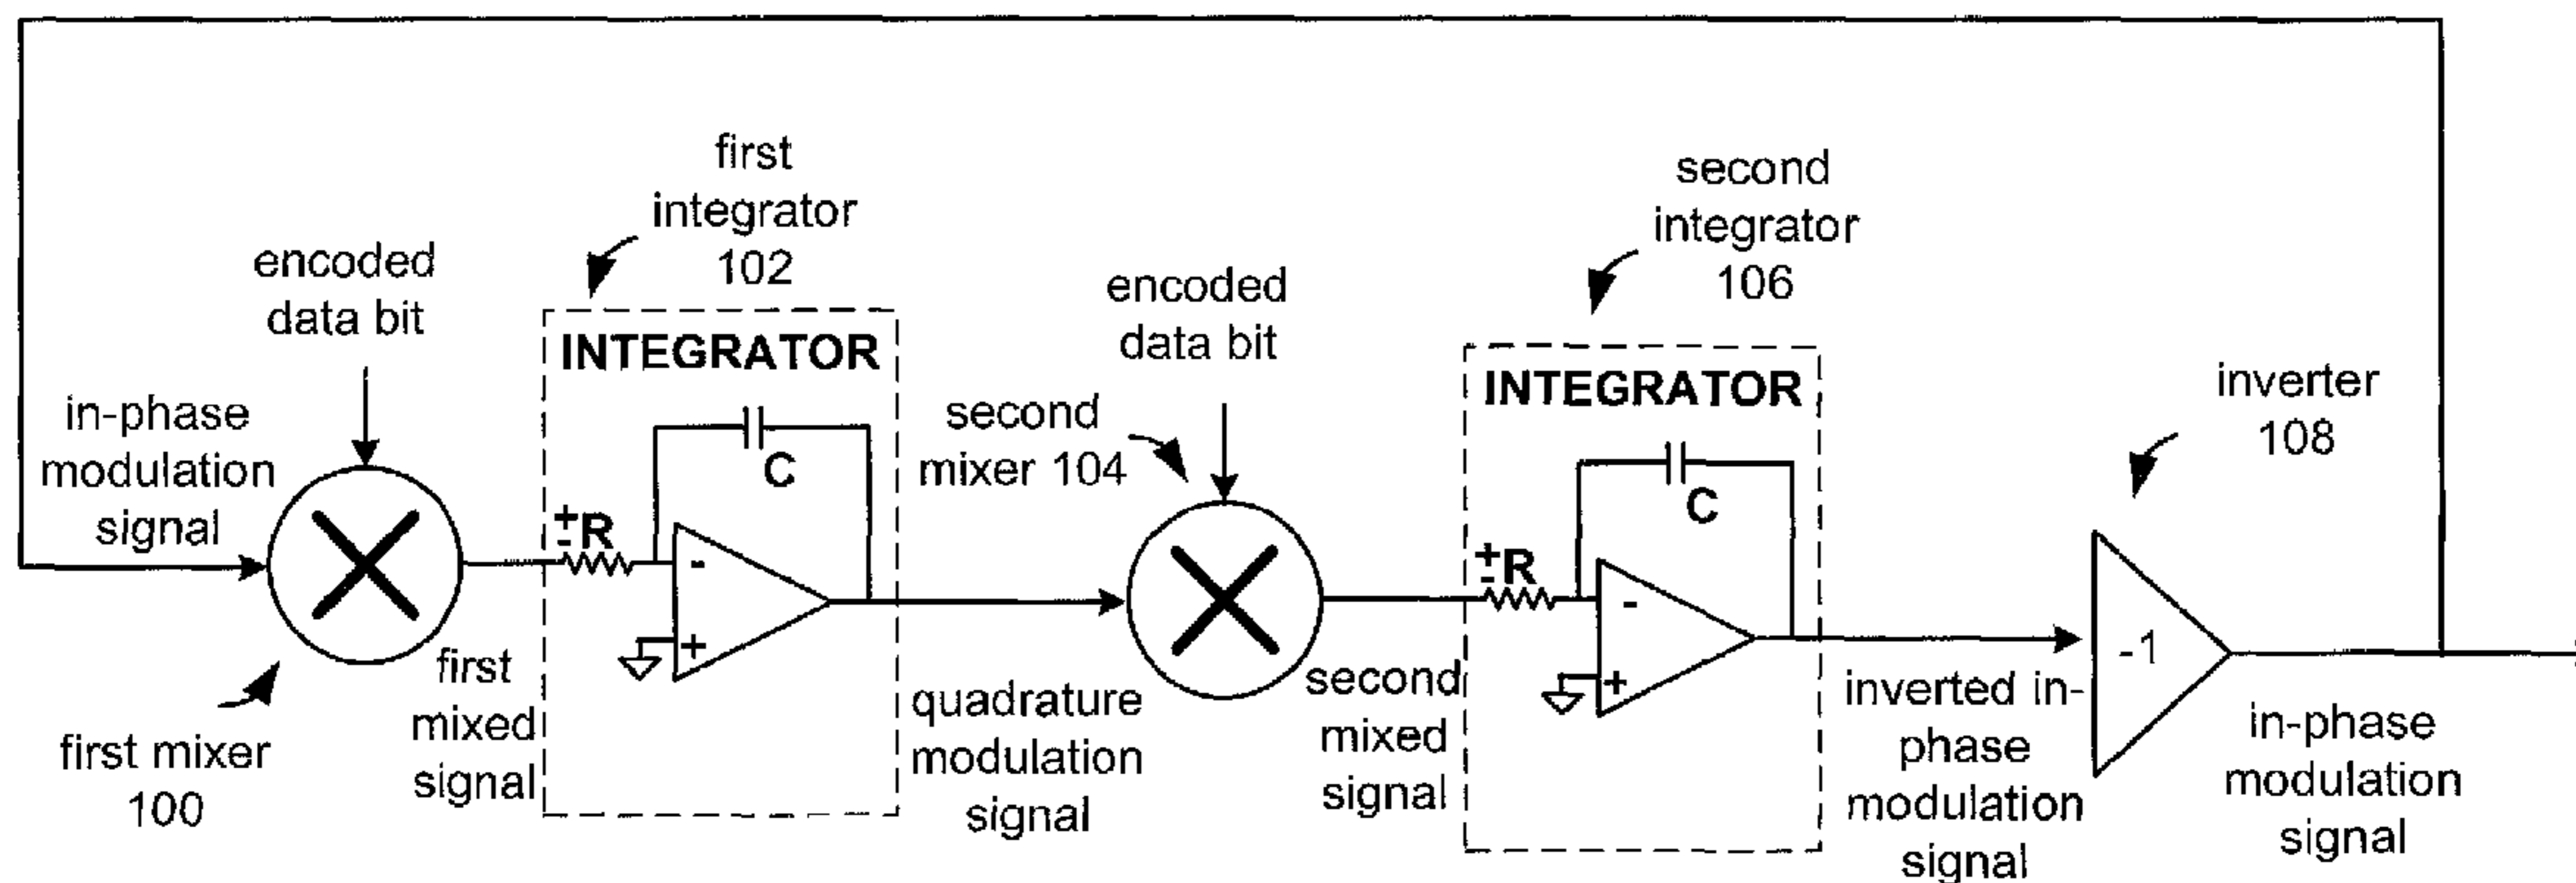 first
integrator
102
second
integrator
106
encoded
data bit
encoded
data bit
INTEGRATOR
INTEGRATOR
inverter
108
in-phase
modulation
signal
second
mixer 104
C
C
±R
±R
-
+
-
+
-1
first mixer
100
first
mixed
signal
quadrature
modulation
signal
second
mixed
signal
inverted in-
phase
modulation
signal
in-phase
modulation
signal